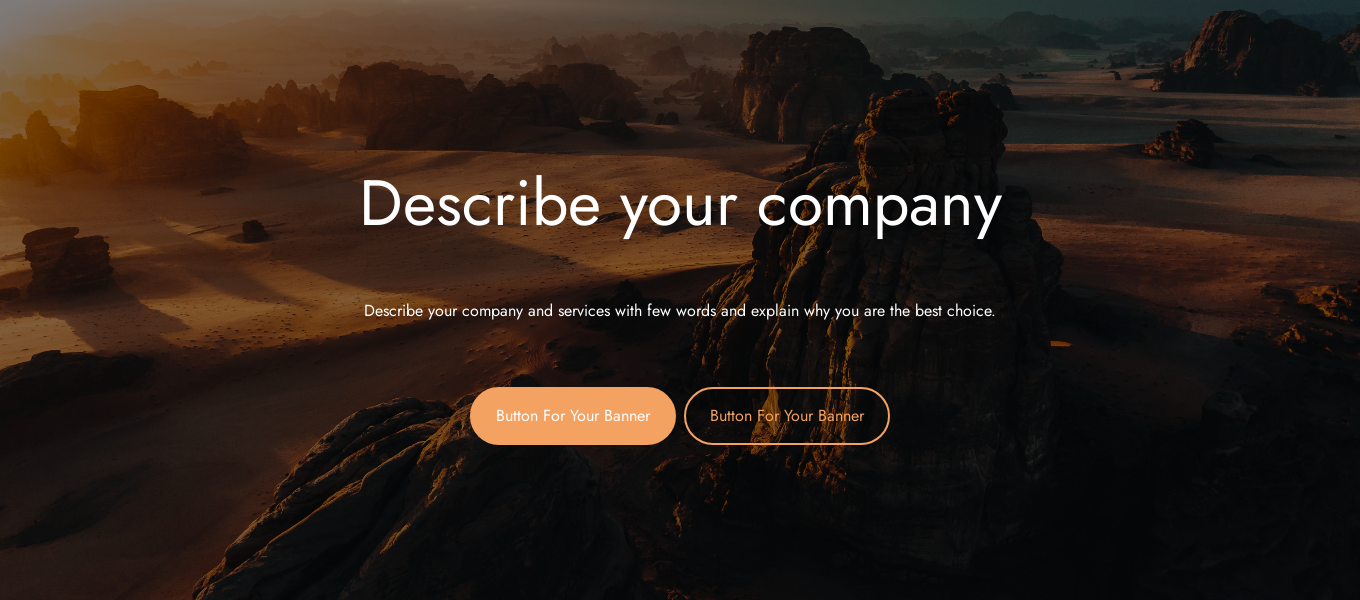 Describe your company
Describe your company and services with few words and explain why you are the best choice.
Button For Your Banner
Button For Your Banner